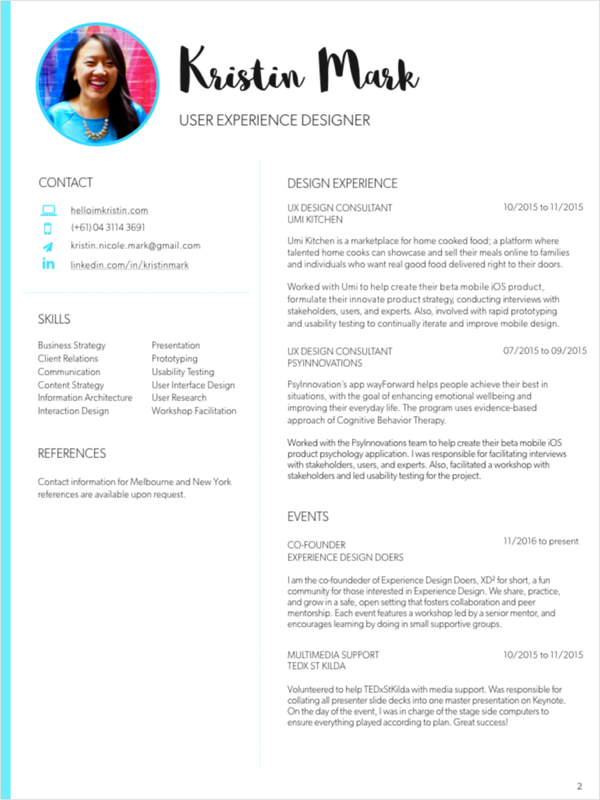 Kristin Mark
USER EXPERIENCE DESIGNER
CONTACT
helloimkristin.com
(+61) 04 3114 3691
kristin.nicole.mark@gmail.com
linkedin.com/in/kristinmark
SKILLS
Business Strategy
Client Relations
Communication
Content Strategy
Information Architecture
Interaction Design
Presentation
Prototyping
Usability Testing
User Interface Design
User Research
Workshop Facilitation
REFERENCES
Contact information for Melbourne and New York
references are available upon request.
DESIGN EXPERIENCE
UX DESIGN CONSULTANT 10/2015 to 11/2015
UMI KITCHEN
Umi Kitchen is a marketplace for home cooked food; a platform where
talented home cooks can showcase and sell their meals online to families
and individuals who want real good food delivered right to their doors.
Worked with Umi to help create their beta mobile iOS product,
formulate their innovate product strategy, conducting interviews with
stakeholders, users, and experts. Also, involved with rapid prototyping
and usability testing to continually iterate and improve mobile design.
UX DESIGN CONSULTANT 07/2015 to 09/2015
PSYINNOVATIONS
PsyInnovation's app wayForward helps people achieve their best in
situations, with the goal of enhancing emotional wellbeing and
improving their everyday life. The program uses evidence-based
approach of Cognitive Behavior Therapy.
Worked with the PsyInnovations team to help create their beta mobile iOS
product psychology application. I was responsible for facilitating interviews
with stakeholders, users, and experts. Also, facilitated a workshop with
stakeholders and led usability testing for the project.
EVENTS
CO-FOUNDER 11/2016 to present
EXPERIENCE DESIGN DOERS
I am the co-foundeder of Experience Design Doers, XD² for short, a fun
community for those interested in Experience Design. We share, practice,
and grow in a safe, open setting that fosters collaboration and peer
mentorship. Each event features a workshop led by a senior mentor, and
encourages learning by doing in small supportive groups.
MULTIMEDIA SUPPORT 10/2015 to 11/2015
TEDX ST KILDA
Volunteered to help TEDxStKilda with media support. Was responsible for
collating all presenter slide decks into one master presentation on Keynote.
On the day of the event, I was in charge of the stage side computers to
ensure everything played according to plan. Great success!
2